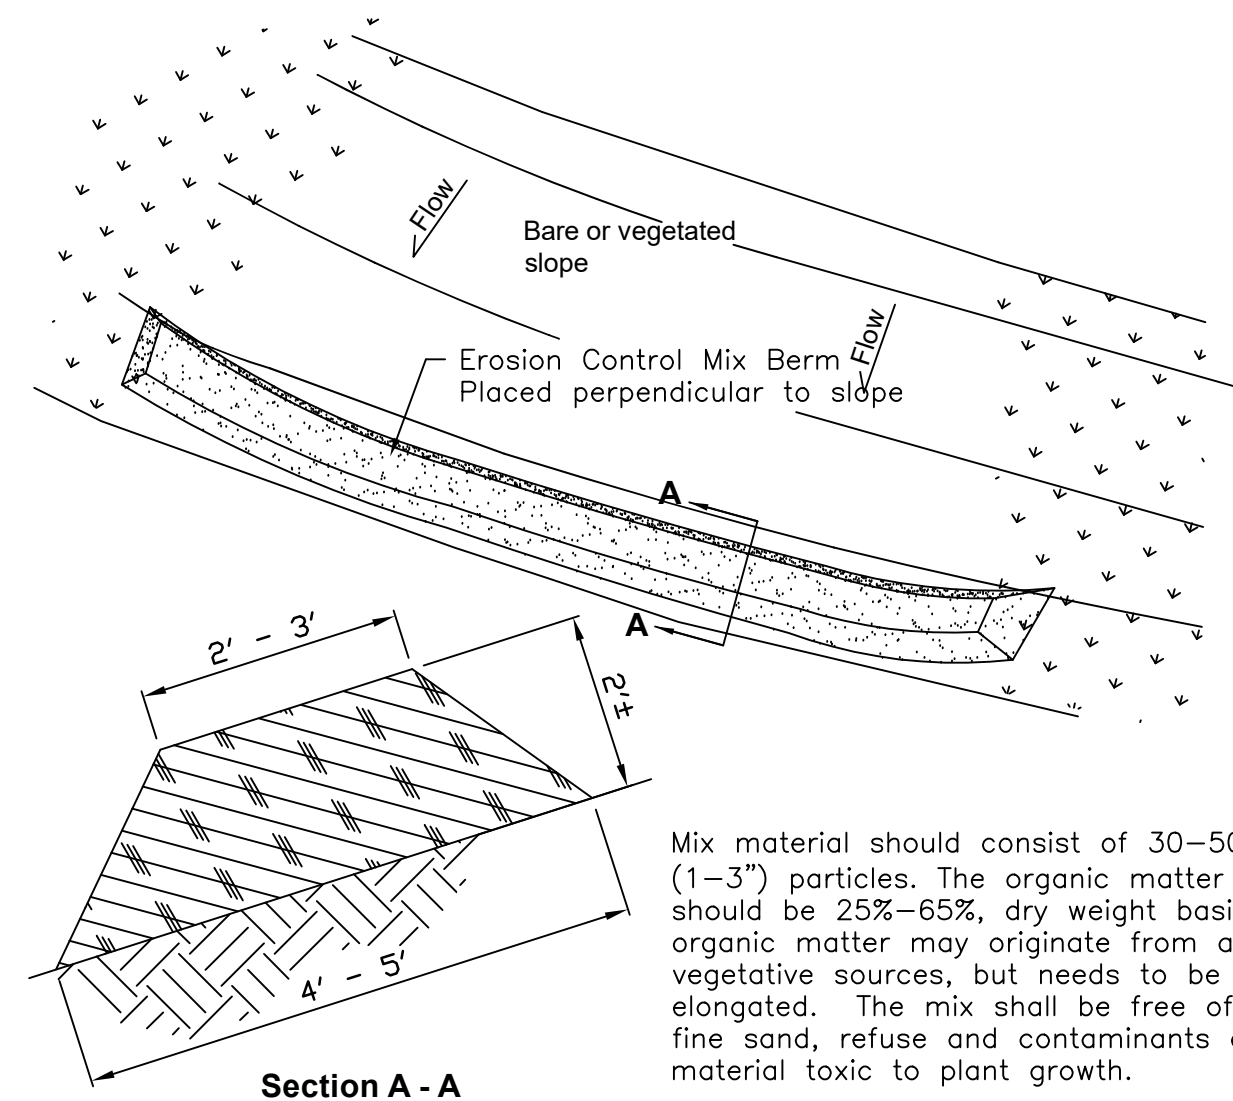 Flow
Bare or vegetated
slope
Flow
Erosion Control Mix Berm
Placed perpendicular to slope
A
A
2' - 3'
2'±
4' - 5'
Section A - A
Mix material should consist of 30-50
(1-3") particles. The organic matter
should be 25%-65%, dry weight basi
organic matter may originate from a
vegetative sources, but needs to be
elongated. The mix shall be free of
fine sand, refuse and contaminants
material toxic to plant growth.